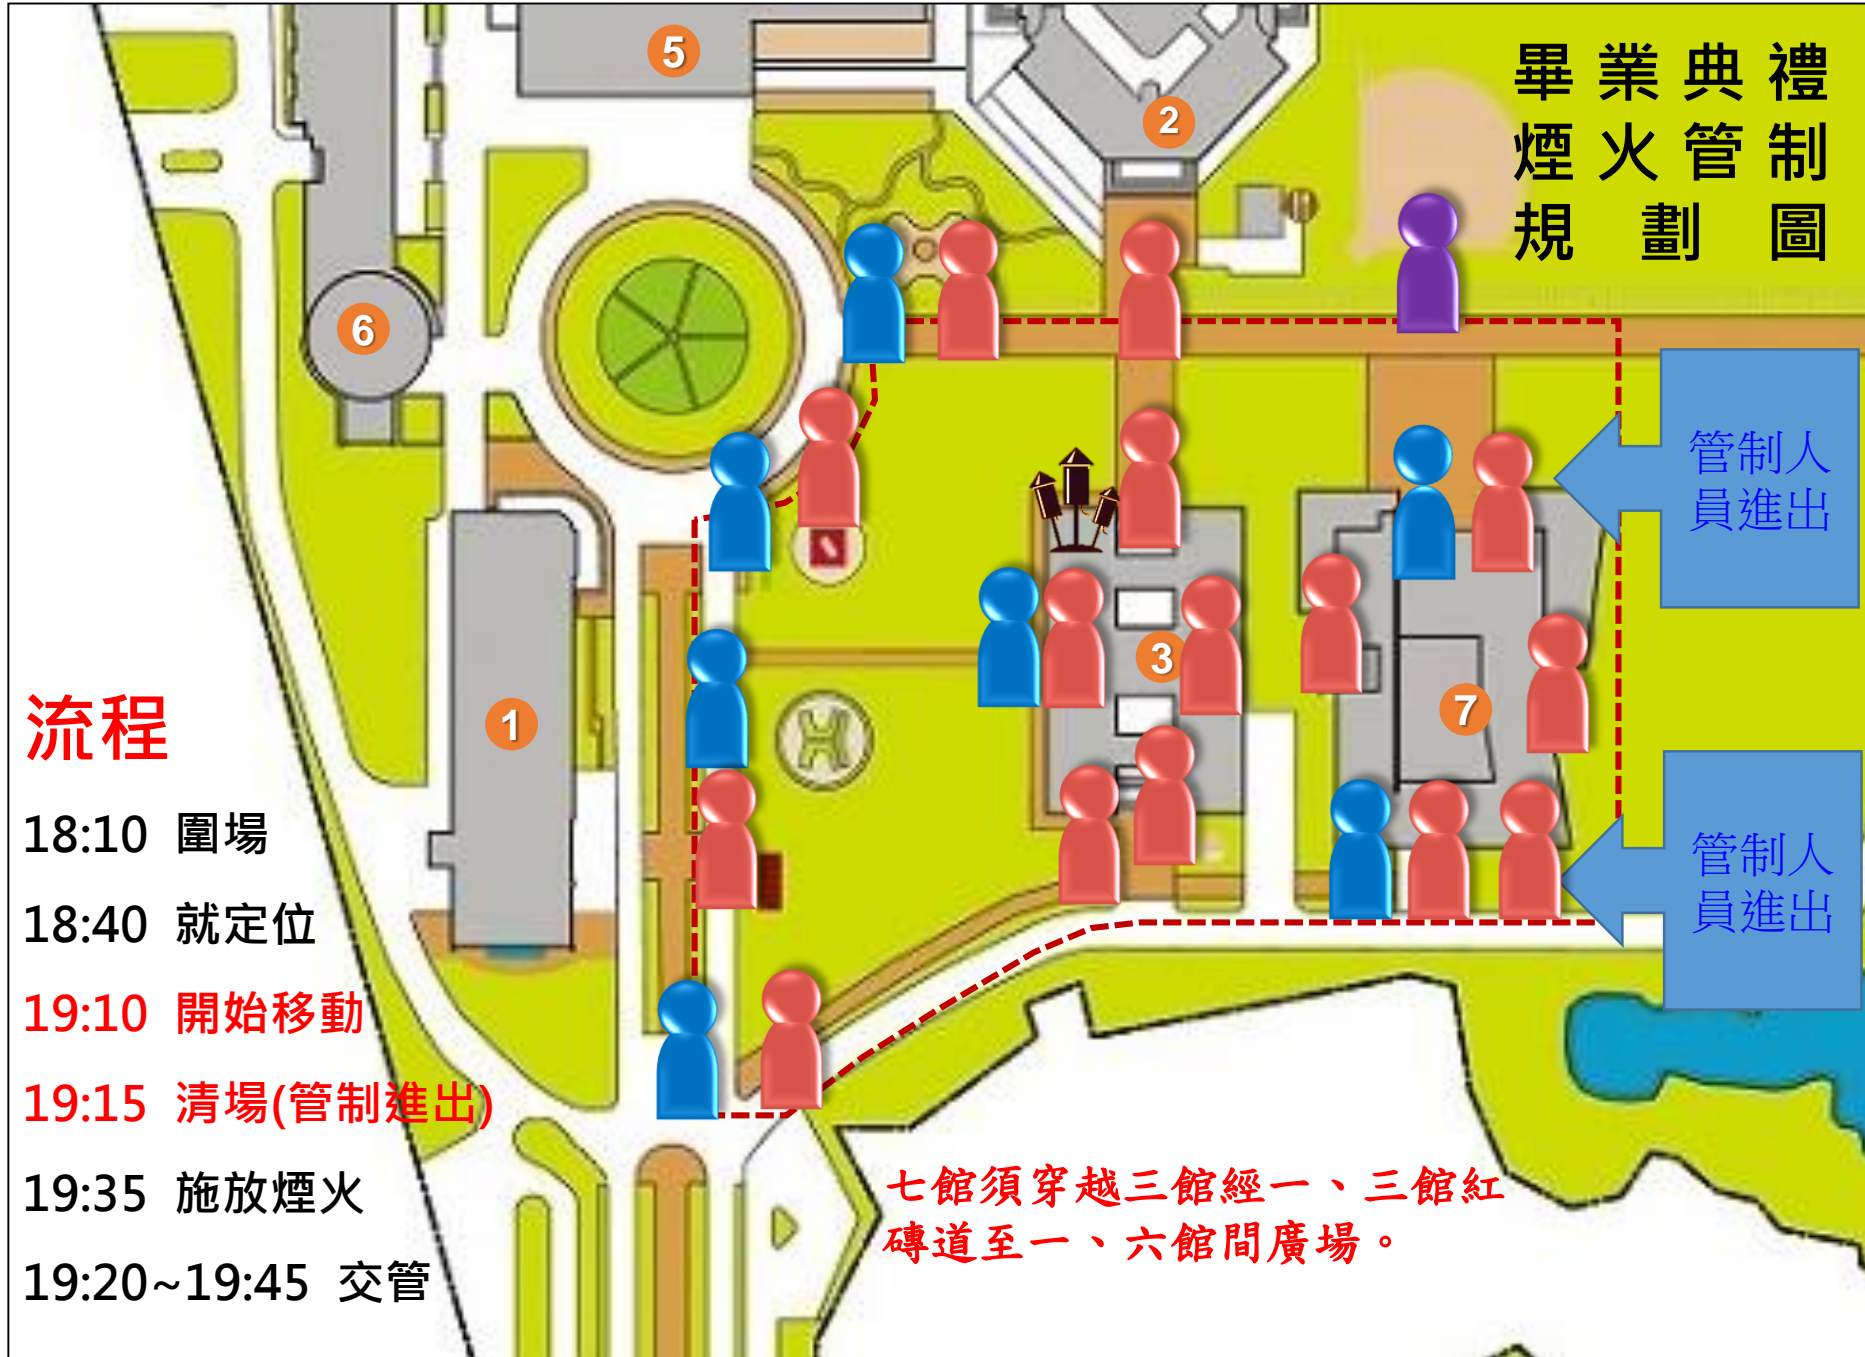 畢業典禮
煙火管制
規劃圖
5
2
6
管制人
員進出
3
7
1
流程
18:10 圍場
18:40 就定位
19:10 開始移動
19:15 清場(管制進出)
19:35 施放煙火
19:20~19:45 交管
管制人
員進出
七館須穿越三館經一、三館紅
磚道至一、六館間廣場。